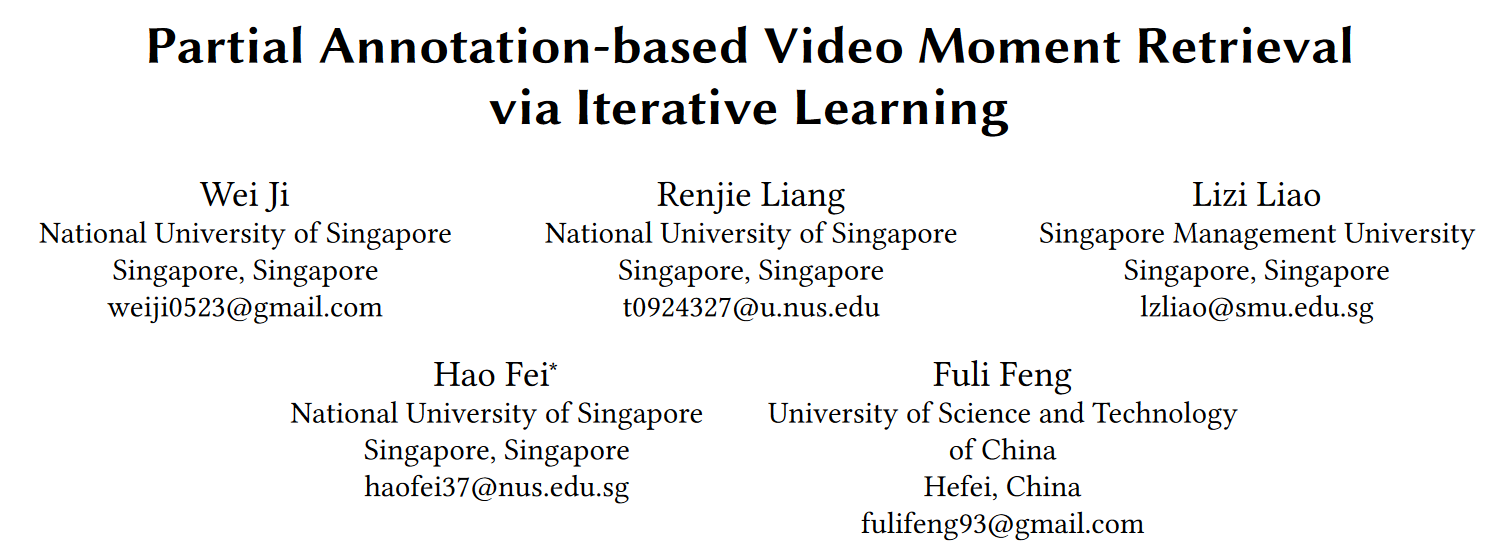 Partial Annotation-based Video Moment Retrieval
via Iterative Learning
Wei Ji
National University of Singapore
Singapore, Singapore
weiji0523@gmail.com
Renjie Liang
National University of Singapore
Singapore, Singapore
t0924327@u.nus.edu
Lizi Liao
Singapore Management University
Singapore, Singapore
lzliao@smu.edu.sg
Hao Fei*
National University of Singapore
Singapore, Singapore
haofei37@nus.edu.sg
Fuli Feng
University of Science and Technology
of China
Hefei, China
fulifeng93@gmail.com